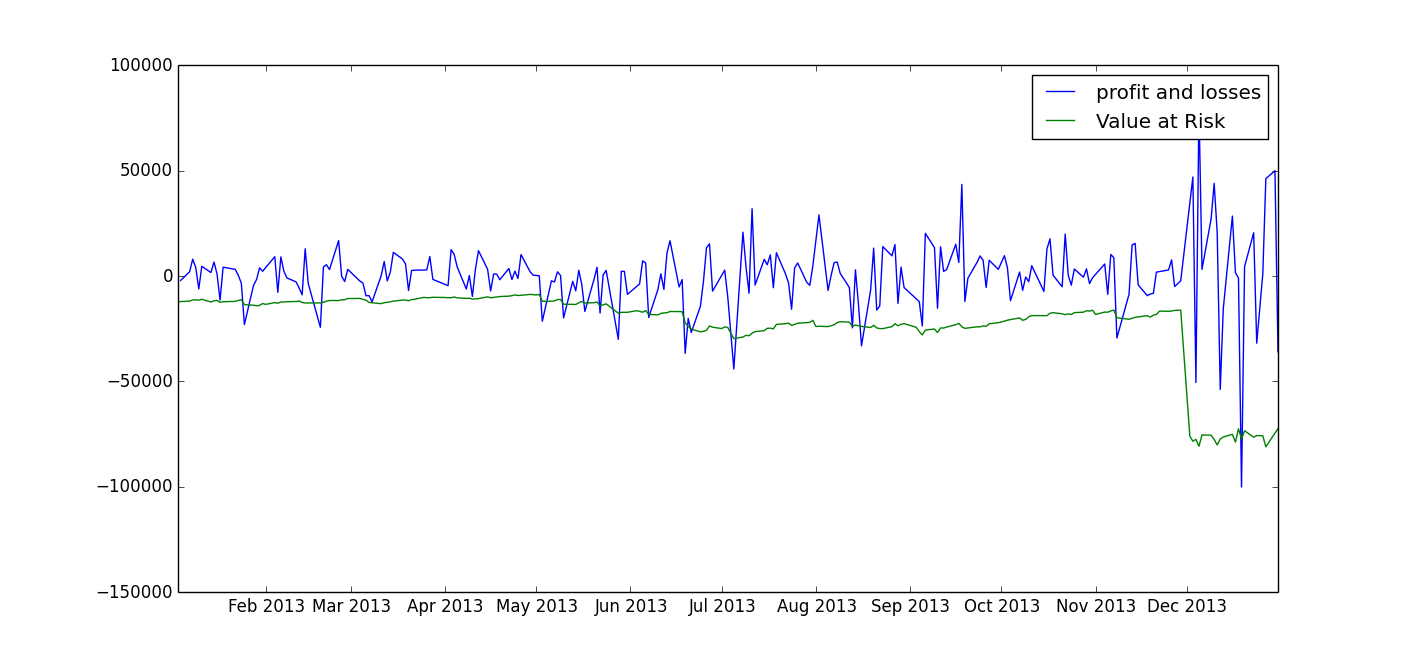 100000
50000
0
−50000
−100000
−150000
Feb 2013 Mar 2013 Apr 2013 May 2013 Jun 2013 Jul 2013 Aug 2013 Sep 2013 Oct 2013 Nov 2013 Dec 2013
profit and losses
Value at Risk